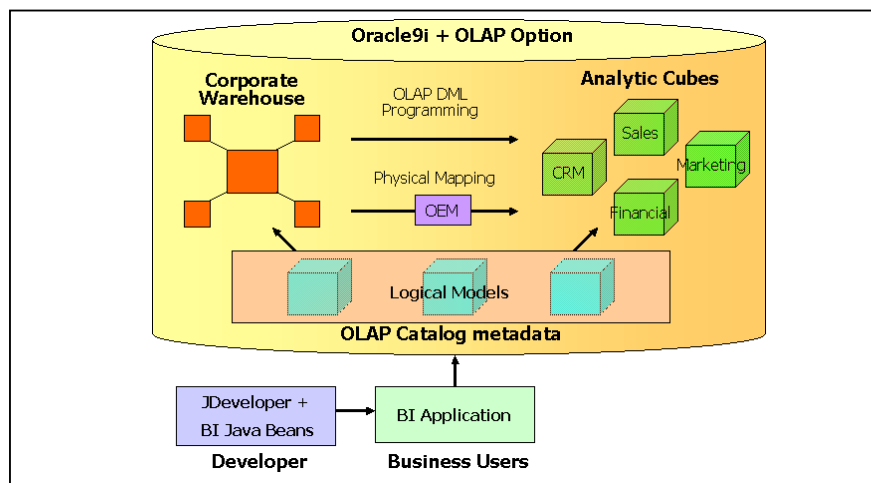 Oracle9i + OLAP Option
Corporate
Warehouse
OLAP DML
Programming
Analytic Cubes
Sales
Marketing
CRM
Physical Mapping
OEM
Financial
Logical Models
OLAP Catalog metadata
JDeveloper +
BI Java Beans
BI Application
Developer
Business Users